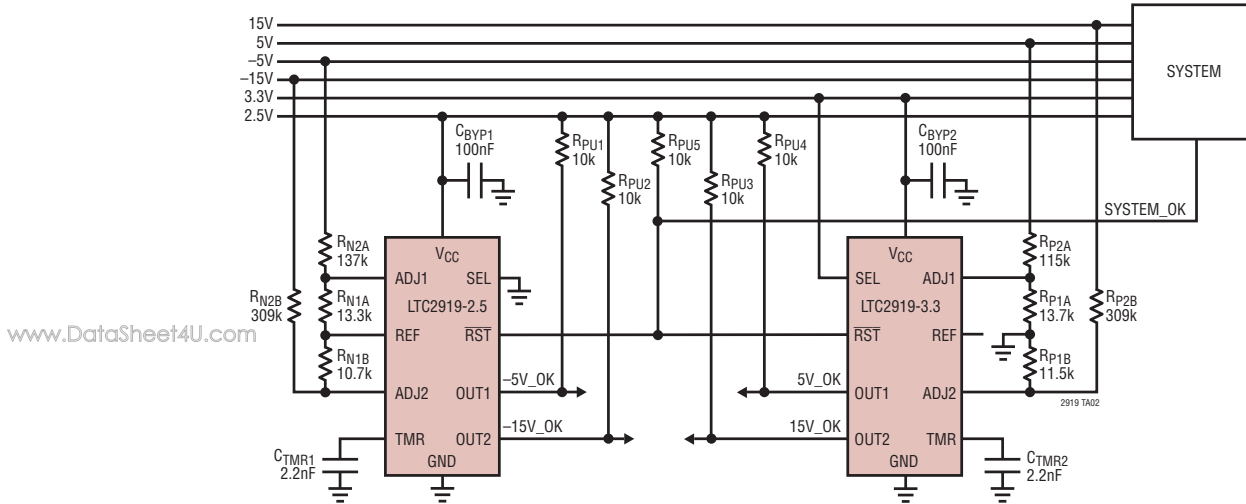 15V
5V
–5V
–15V
3.3V
2.5V
SYSTEM
CBYP1
100nF
RPU1
10k
RPU2
10k
RPU5
10k
RPU3
10k
RPU4
10k
CBYP2
100nF
SYSTEM_OK
RN2A
137k
RN2B
309k
RN1A
13.3k
RN1B
10.7k
VCC
ADJ1
SEL
LTC2919-2.5
REF
RST
ADJ2
OUT1
TMR
OUT2
GND
–5V_OK
–15V_OK
CTMR1
2.2nF
5V_OK
15V_OK
VCC
SEL
ADJ1
LTC2919-3.3
RST
REF
OUT1
ADJ2
OUT2
TMR
GND
RP2A
115k
RP1A
13.7k
RP2B
309k
RP1B
11.5k
2919 TA02
CTMR2
2.2nF
www.DataSheet4U.com